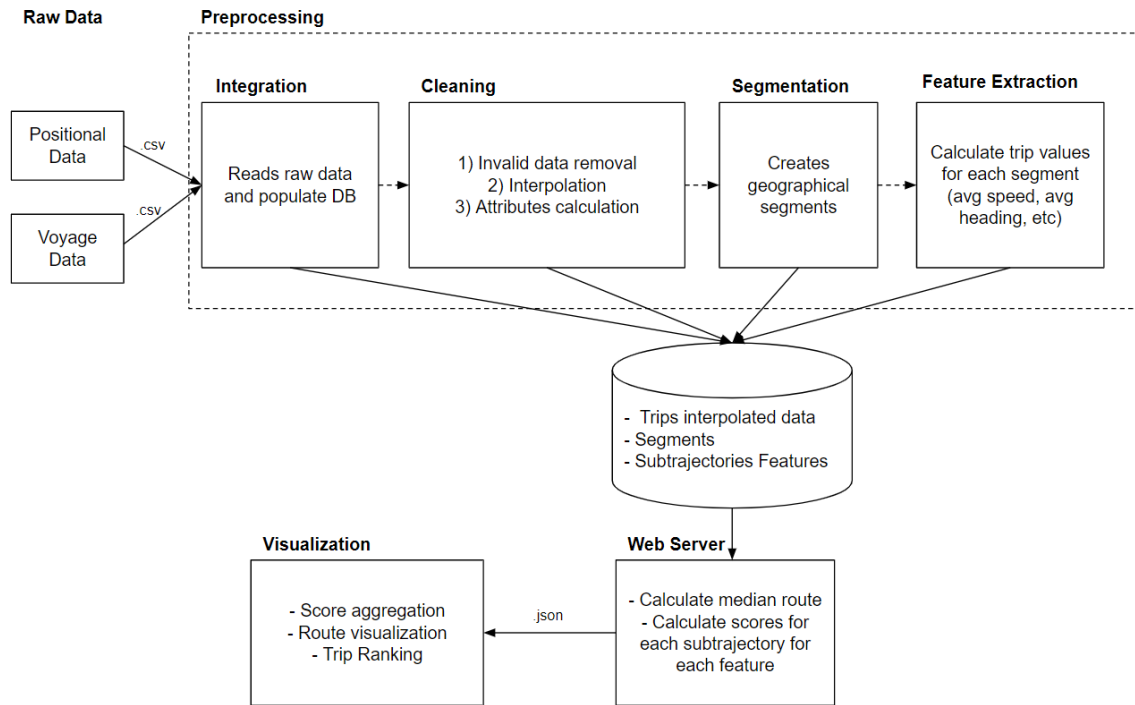 Raw Data
Preprocessing
Integration
Cleaning
Segmentation
Feature Extraction
Positional
Data
.csv
Voyage
Data
.csv
Reads raw data
and populate DB
1) Invalid data removal
2) Interpolation
3) Attributes calculation
Creates
geographical
segments
Calculate trip values
for each segment
(avg speed, avg
heading, etc)
- Trips interpolated data
- Segments
- Subtrajectories Features
Visualization
Web Server
- Score aggregation
- Route visualization
- Trip Ranking
.json
- Calculate median route
- Calculate scores for
each subtrajectory for
each feature